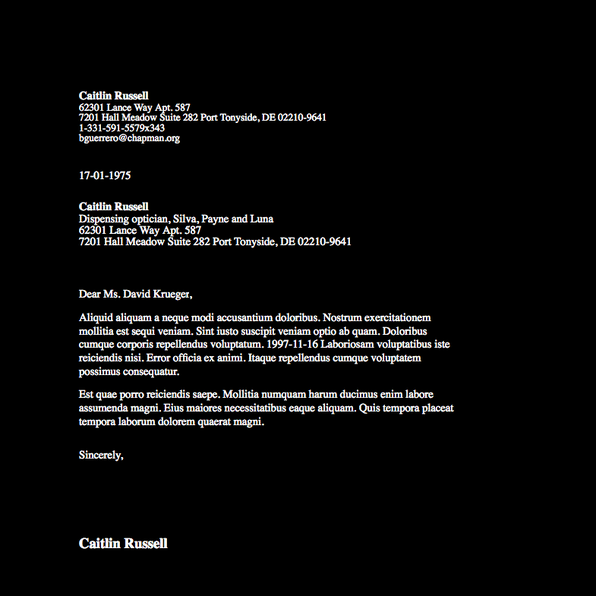 Caitlin Russell
62301 Lance Way Apt. 587
7201 Hall Meadow Suite 282 Port Tonyside, DE 02210-9641
1-331-591-5579x343
bguerrero@chapman.org
17-01-1975
Caitlin Russell
Dispensing optician, Silva, Payne and Luna
62301 Lance Way Apt. 587
7201 Hall Meadow Suite 282 Port Tonyside, DE 02210-9641
Dear Ms. David Krueger,
Aliquid aliquam a neque modi accusantium doloribus. Nostrum exercitationem
mollitia est sequi veniam. Sint iusto suscipit veniam optio ab quam. Doloribus
cumque corporis repellendus voluptatum. 1997-11-16 Laboriosam voluptatibus iste
reiciendis nisi. Error officia ex animi. Itaque repellendus cumque voluptatem
possimus consequatur.
Est quae porro reiciendis saepe. Mollitia numquam harum ducimus enim labore
assumenda magni. Eius maiores necessitatibus eaque aliquam. Quis tempora placeat
tempora laborum dolorem quaerat magni.
Sincerely,
Caitlin Russell